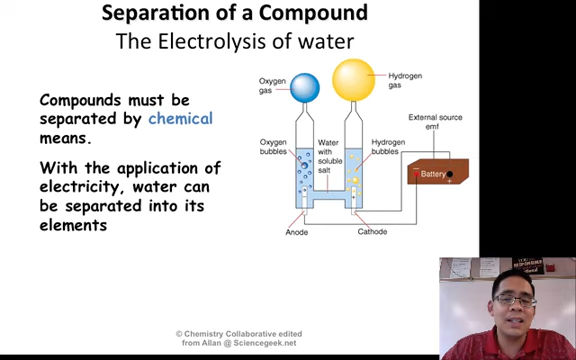 Separation of a Compound
The Electrolysis of water
Compounds must be
separated by chemical
means.
With the application of
electricity, water can
be separated into its
elements
Oxygen
gas
Hydrogen
gas
External source
emf
Oxygen
bubbles
Water
with
soluble
salt
Hydrogen
bubbles
Battery
Anode
Cathode
© Chemistry Collaborative edited
from Allan @ Sciencegeek.net